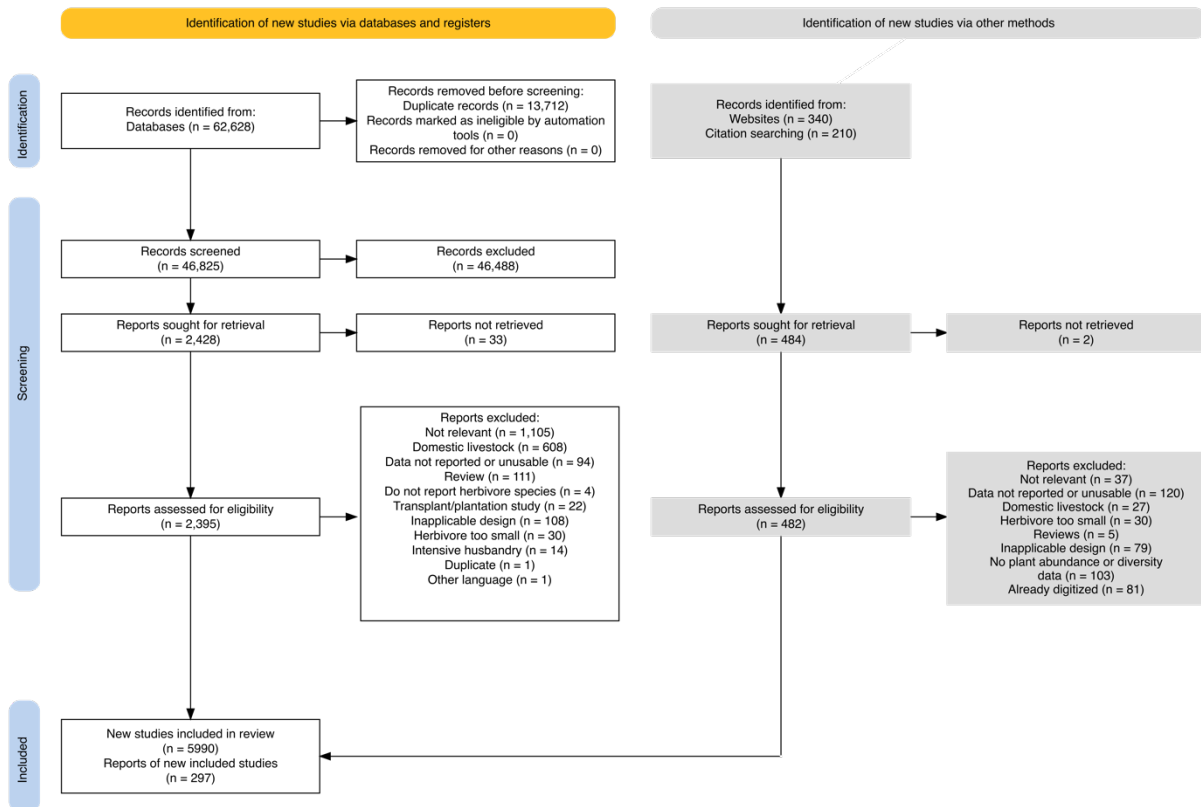 Identification of new studies via databases and registers
Identification of new studies via other methods
Identification
Records identified from:
Databases (n = 62,628)
Records removed before screening:
Duplicate records (n = 13,712)
Records marked as ineligible by automation
tools (n = 0)
Records removed for other reasons (n = 0)
Records identified from:
Websites (n = 340)
Citation searching (n = 210)
Screening
Records screened
(n = 46,825)
Records excluded
(n = 46,488)
Reports sought for retrieval
(n = 2,428)
Reports not retrieved
(n = 33)
Reports sought for retrieval
(n = 484)
Reports not retrieved
(n = 2)
Reports assessed for eligibility
(n = 2,395)
Reports excluded:
Not relevant (n = 1,105)
Domestic livestock (n = 608)
Data not reported or unusable (n = 94)
Review (n = 111)
Do not report herbivore species (n = 4)
Transplant/plantation study (n = 22)
Inapplicable design (n = 108)
Herbivore too small (n = 30)
Intensive husbandry (n = 14)
Duplicate (n = 1)
Other language (n = 1)
Reports assessed for eligibility
(n = 482)
Reports excluded:
Not relevant (n = 37)
Data not reported or unusable (n = 120)
Domestic livestock (n = 27)
Herbivore too small (n = 30)
Reviews (n = 5)
Inapplicable design (n = 79)
No plant abundance or diversity
data (n = 103)
Already digitized (n = 81)
Included
New studies included in review
(n = 5990)
Reports of new included studies
(n = 297)